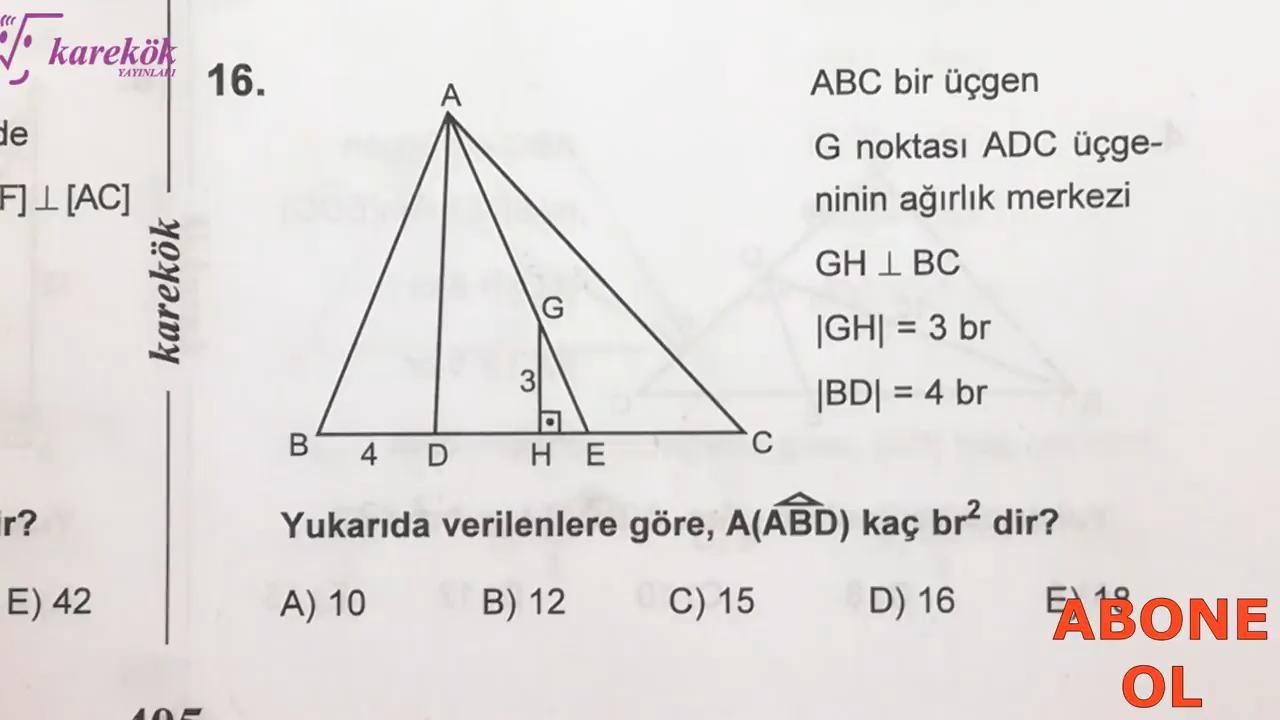 karekök
YAYINLARI
de
F] ⊥ [AC]
karekök
ir?
E) 42
16.
A
G
3
B
4
D
H
E
C
ABC bir üçgen
G noktası ADC üçge-
ninin ağırlık merkezi
GH ⊥ BC
|GH| = 3 br
|BD| = 4 br
Yukarıda verilenlere göre, A(ABD) kaç br² dir?
A) 10 B) 12 C) 15 D) 16 E) 18
ABONE
OL